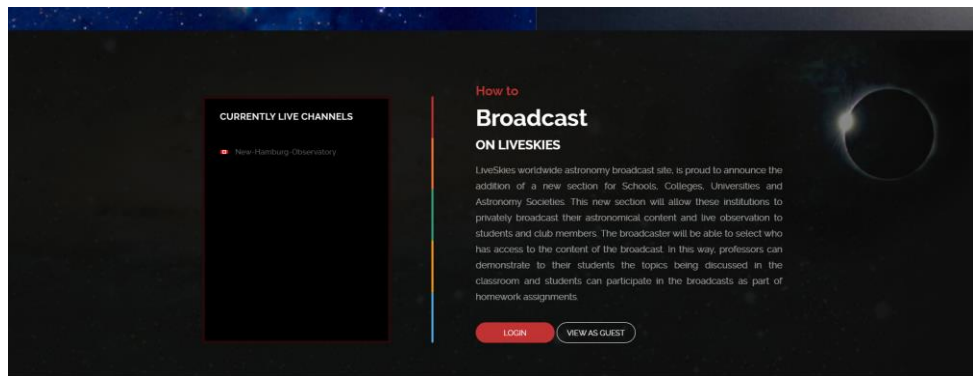 CURRENTLY LIVE CHANNELS
New-Hamburg-Observatory
How to
Broadcast
ON LIVESKIES
LiveSkies worldwide astronomy broadcast site, is proud to announce the
addition of a new section for Schools, Colleges, Universities and
Astronomy Societies. This new section will allow these institutions to
privately broadcast their astronomical content and live observation to
students and club members. The broadcaster will be able to select who
has access to the content of the broadcast. In this way, professors can
demonstrate to their students the topics being discussed in the
classroom and students can participate in the broadcasts as part of
homework assignments.
LOGIN
VIEW AS GUEST